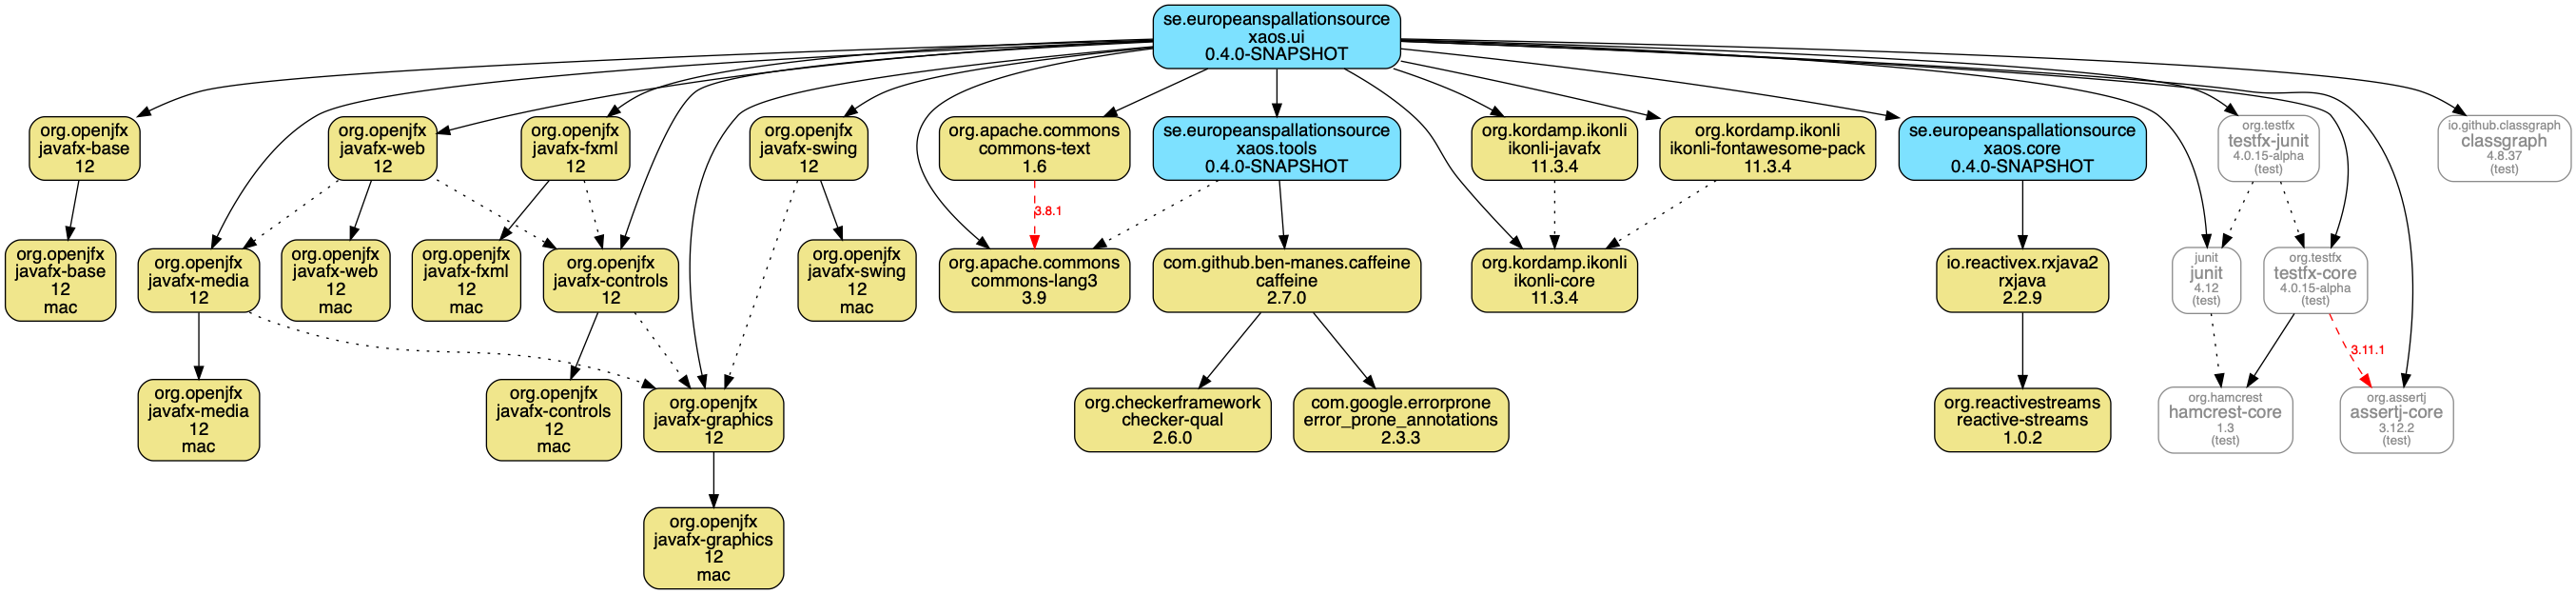 se.europeanspallationsource
xaos.ui
0.4.0-SNAPSHOT
org.openjfx
javafx-base
12
org.openjfx
javafx-web
12
org.openjfx
javafx-fxml
12
org.openjfx
javafx-swing
12
org.apache.commons
commons-text
1.6
se.europeanspallationsource
xaos.tools
0.4.0-SNAPSHOT
org.kordamp.ikonli
ikonli-javafx
11.3.4
org.kordamp.ikonli
ikonli-fontawesome-pack
11.3.4
se.europeanspallationsource
xaos.core
0.4.0-SNAPSHOT
org.testfx
testfx-junit
4.0.15-alpha
(test)
io.github.classgraph
classgraph
4.8.37
(test)
3.8.1
org.openjfx
javafx-base
12
mac
org.openjfx
javafx-media
12
org.openjfx
javafx-web
12
mac
org.openjfx
javafx-fxml
12
mac
org.openjfx
javafx-controls
12
org.openjfx
javafx-swing
12
mac
org.apache.commons
commons-lang3
3.9
com.github.ben-manes.caffeine
caffeine
2.7.0
org.kordamp.ikonli
ikonli-core
11.3.4
io.reactivex.rxjava2
rxjava
2.2.9
junit
junit
4.12
(test)
org.testfx
testfx-core
4.0.15-alpha
(test)
3.11.1
org.openjfx
javafx-media
12
mac
org.openjfx
javafx-controls
12
mac
org.openjfx
javafx-graphics
12
org.checkerframework
checker-qual
2.6.0
com.google.errorprone
error_prone_annotations
2.3.3
org.reactivestreams
reactive-streams
1.0.2
org.hamcrest
hamcrest-core
1.3
(test)
org.assertj
assertj-core
3.12.2
(test)
org.openjfx
javafx-graphics
12
mac